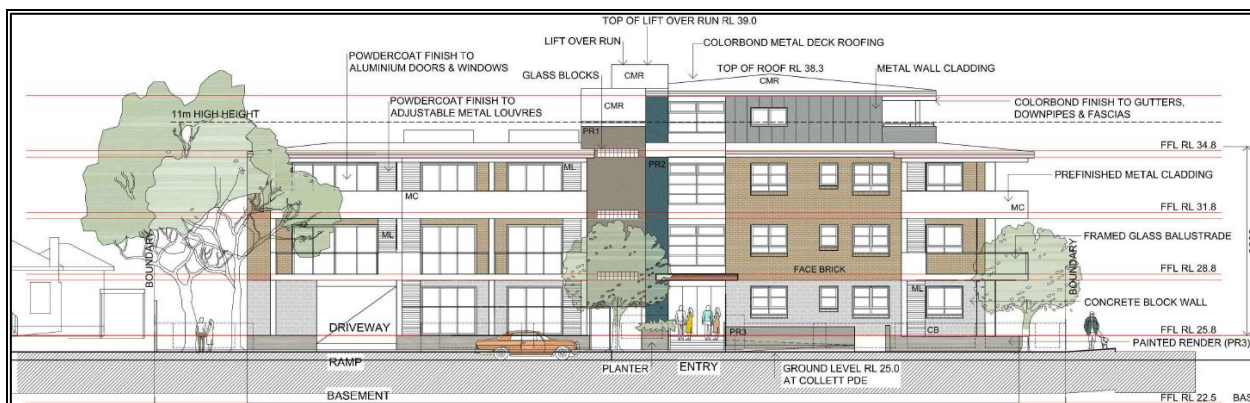 TOP OF LIFT OVER RUN RL 39.0
LIFT OVER RUN
COLORBOND METAL DECK ROOFING
POWDERCOAT FINISH TO
ALUMINIUM DOORS & WINDOWS
GLASS BLOCKS
CMR
TOP OF ROOF RL 38.3
CMR
METAL WALL CLADDING
POWDERCOAT FINISH TO
ADJUSTABLE METAL LOUVRES
CMR
COLORBOND FINISH TO GUTTERS,
DOWNPIPES & FASCIAS
11m HIGH HEIGHT
PR1
FFL RL 34.8
PR2
ML
PREFINISHED METAL CLADDING
MC
MC
FFL RL 31.8
ML
FRAMED GLASS BALUSTRADE
BOUNDARY
BOUNDARY
FACE BRICK
FFL RL 28.8
ML
CONCRETE BLOCK WALL
DRIVEWAY
PR3
CB
FFL RL 25.8
PAINTED RENDER (PR3)
RAMP
PLANTER
ENTRY
GROUND LEVEL RL 25.0
AT COLLETT PDE
BASEMENT
FFL RL 22.5
BAS